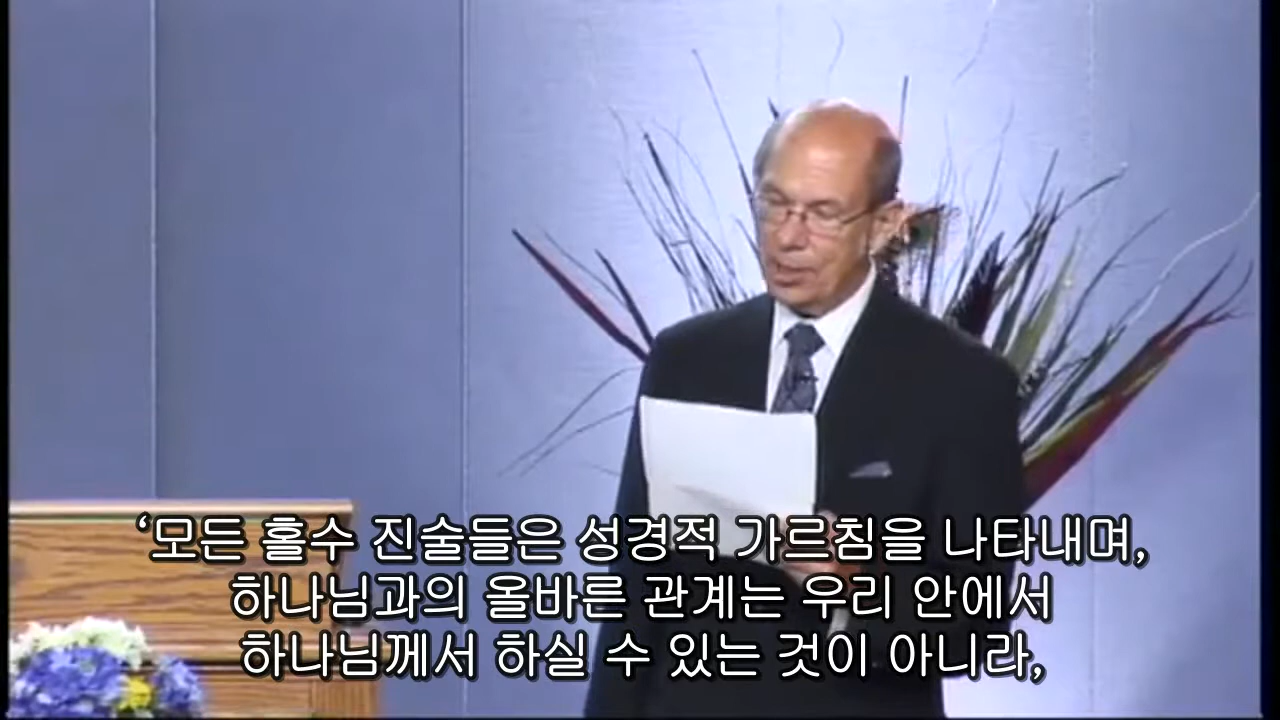 ‘모든 홀수 진술들은 성경적 가르침을 나타내며,
하나님과의 올바른 관계는 우리 안에서
하나님께서 하실 수 있는 것이 아니라,